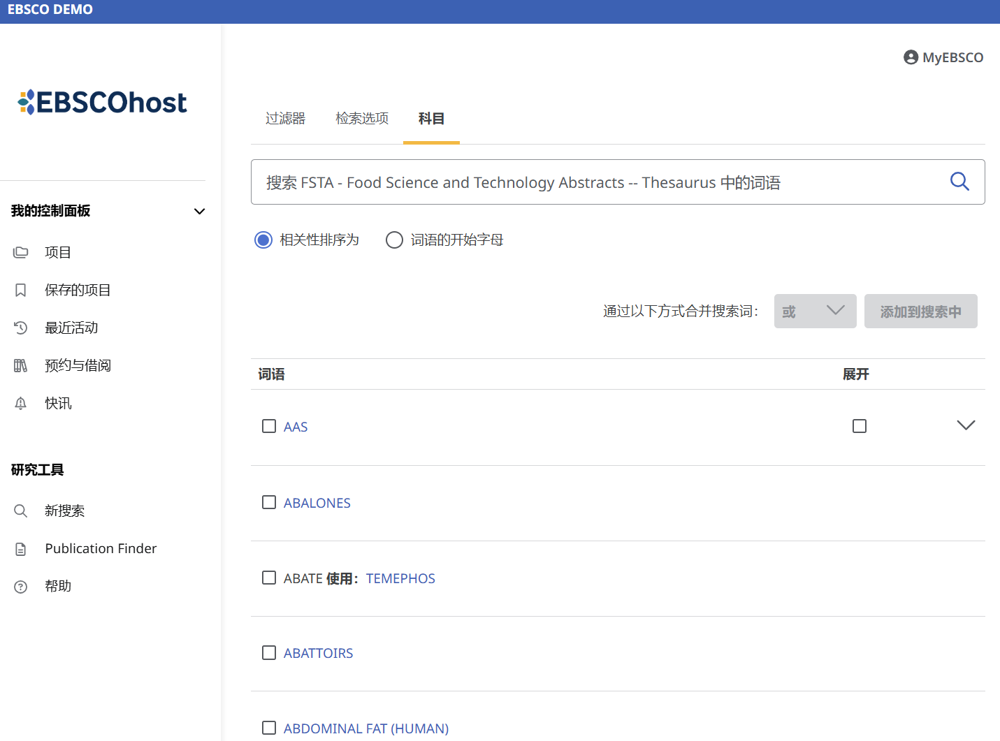 EBSCO DEMO
MyEBSCO
EBSCOhost
过滤器 检索选项 科目
搜索 FSTA - Food Science and Technology Abstracts -- Thesaurus 中的词语
相关性排序为 词语的开始字母
通过以下方式合并搜索词： 或 添加到搜索中
词语 展开
AAS
ABALONES
ABATE 使用： TEMEPHOS
ABATTOIRS
ABDOMINAL FAT (HUMAN)
我的控制面板
项目
保存的项目
最近活动
预约与借阅
快讯
研究工具
新搜索
Publication Finder
帮助